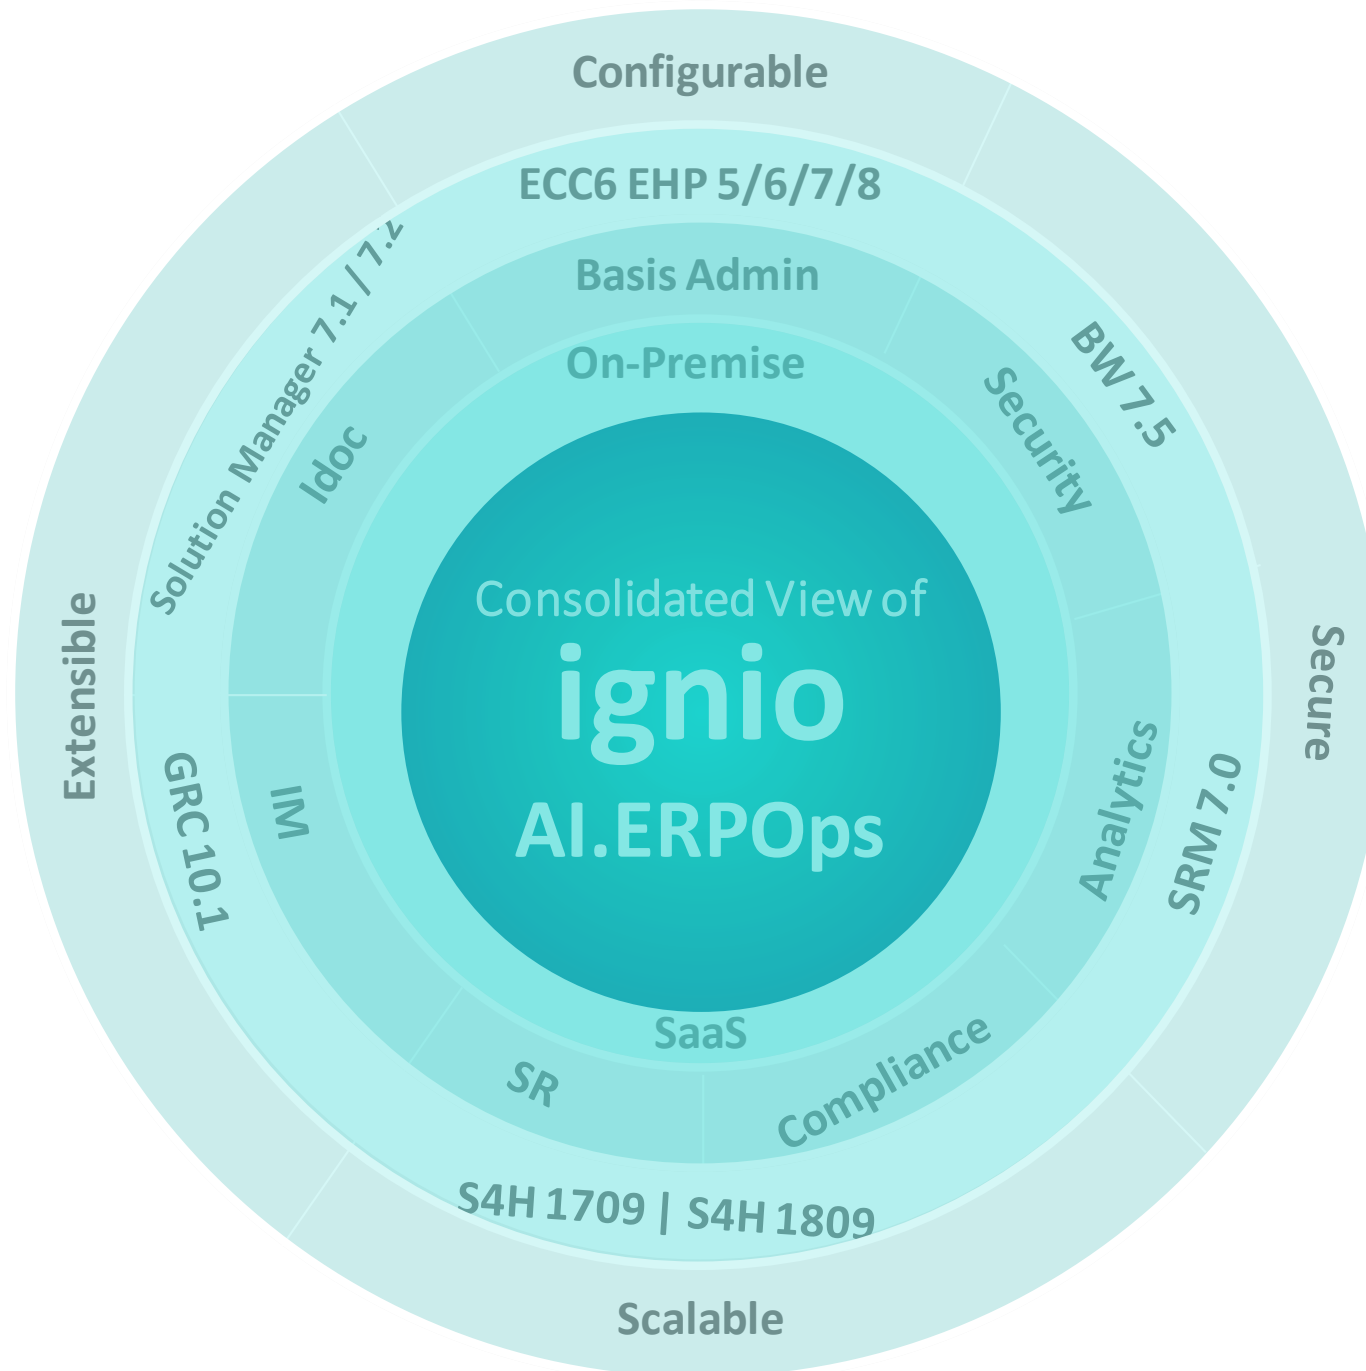 Configurable
ECC6 EHP 5/6/7/8
Basis Admin
On-Premise
Solution Manager 7.1 / 7.2
Idoc
BW 7.5
Security
Consolidated View of
ignio
AI.ERPOps
Extensible
Secure
GRC 10.1
IM
Analytics
SRM 7.0
SaaS
SR
Compliance
S4H 1709 | S4H 1809
Scalable